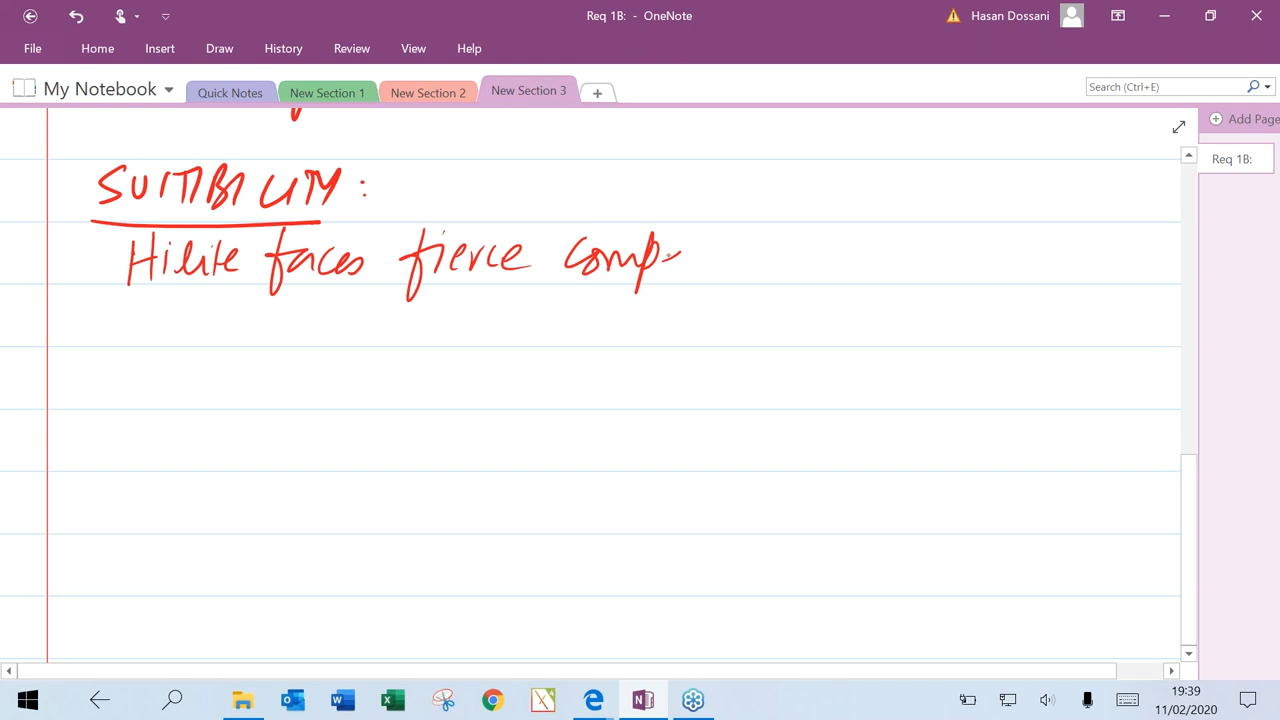 Req 1B: - OneNote
Hasan Dossani
File Home Insert Draw History Review View Help
My Notebook Quick Notes New Section 1 New Section 2 New Section 3 +
Search (Ctrl+E)
Add Page
Req 1B:
SUITIBILITY:
Hilite faces fierce comp
19:39
11/02/2020